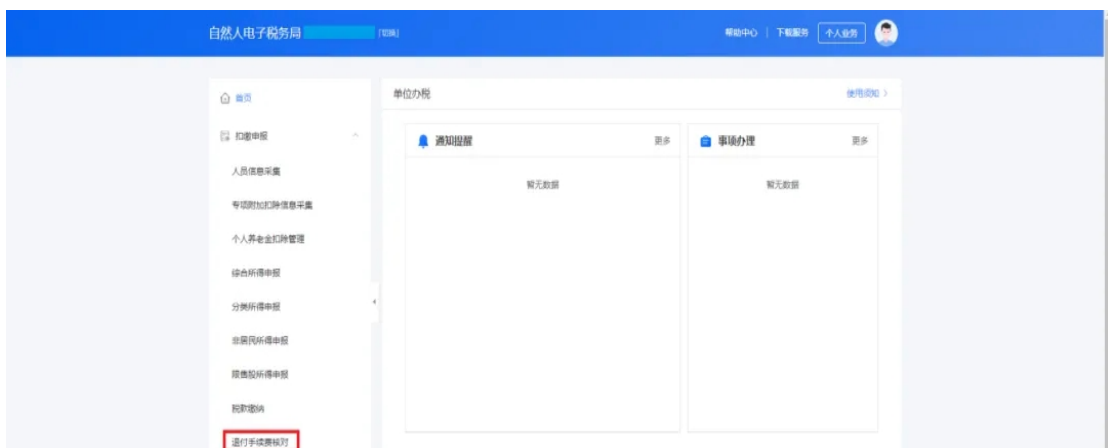 自然人电子税务局 [切换] 帮助中心 | 下载服务 个人业务
首页
扣缴申报
人员信息采集
专项附加扣除信息采集
个人养老金扣除管理
综合所得申报
分类所得申报
非居民所得申报
限售股所得申报
税款缴纳
退付手续费核对
单位办税 使用须知 >
通知提醒 更多
暂无数据
事项办理 更多
暂无数据